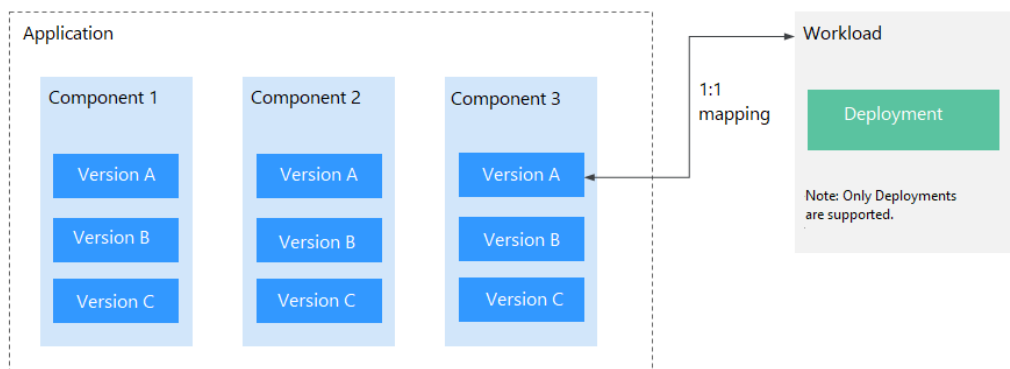 Application
Component 1
Version A
Version B
Version C
Component 2
Version A
Version B
Version C
Component 3
Version A
Version B
Version C
1:1
mapping
Workload
Deployment
Note: Only Deployments
are supported.